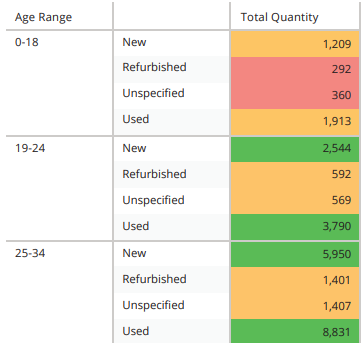 Age Range Total Quantity
0-18 New 1,209
Refurbished 292
Unspecified 360
Used 1,913
19-24 New 2,544
Refurbished 592
Unspecified 569
Used 3,790
25-34 New 5,950
Refurbished 1,401
Unspecified 1,407
Used 8,831